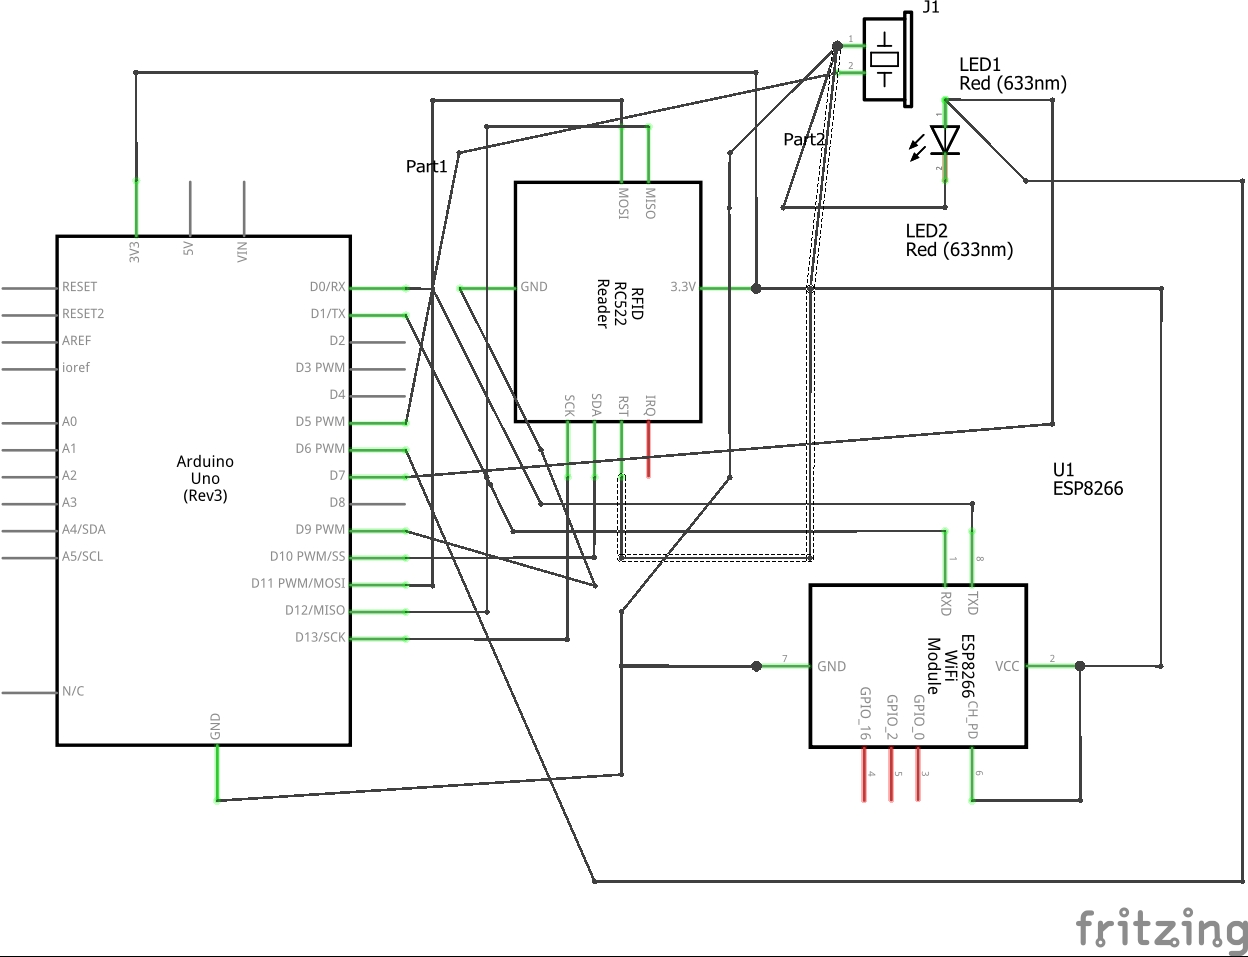 J1
1
2
LED1
Red (633nm)
1
2
Part2
Part1
LED2
Red (633nm)
3V3
5V
VIN
RESET
RESET2
AREF
ioref
A0
A1
A2
A3
A4/SDA
A5/SCL
N/C
Arduino
Uno
(Rev3)
D0/RX
D1/TX
D2
D3 PWM
D4
D5 PWM
D6 PWM
D7
D8
D9 PWM
D10 PWM/SS
D11 PWM/MOSI
D12/MISO
D13/SCK
GND
MOSI
MISO
GND
3.3V
RFID
RC522
Reader
SCK
SDA
RST
IRQ
U1
ESP8266
1
8
RXD
TXD
7
GND
ESP8266
WiFi
Module
VCC
2
GPIO_16
GPIO_2
GPIO_0
CH_PD
4
5
3
6
fritzing